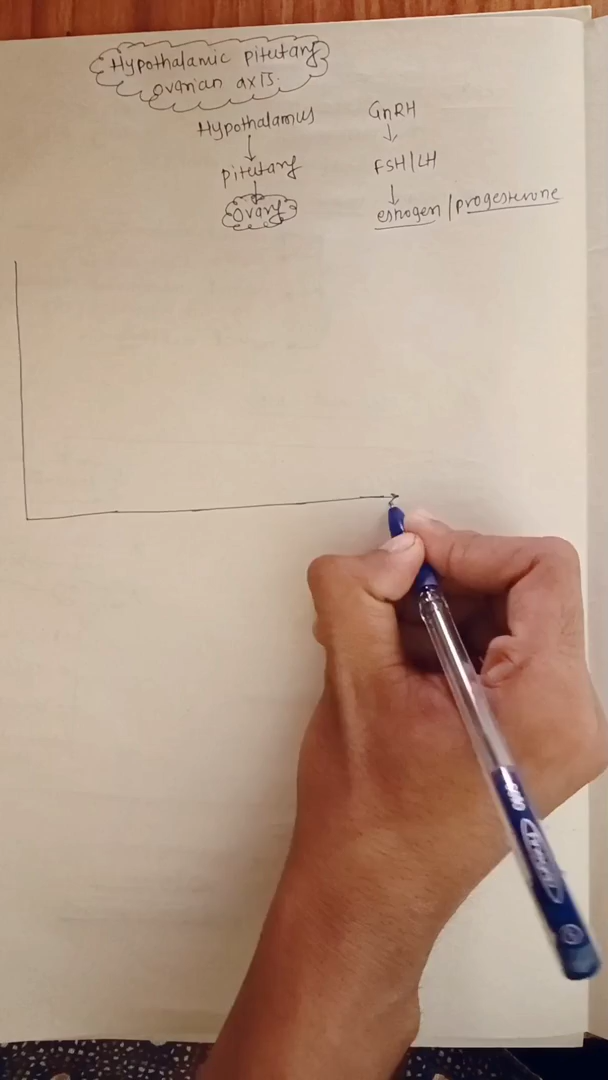 Hypothalamic pitutary
ovarian axis.
Hypothalamus
GnRH
pitutary
FSH/LH
Ovary
estrogen/progesterone